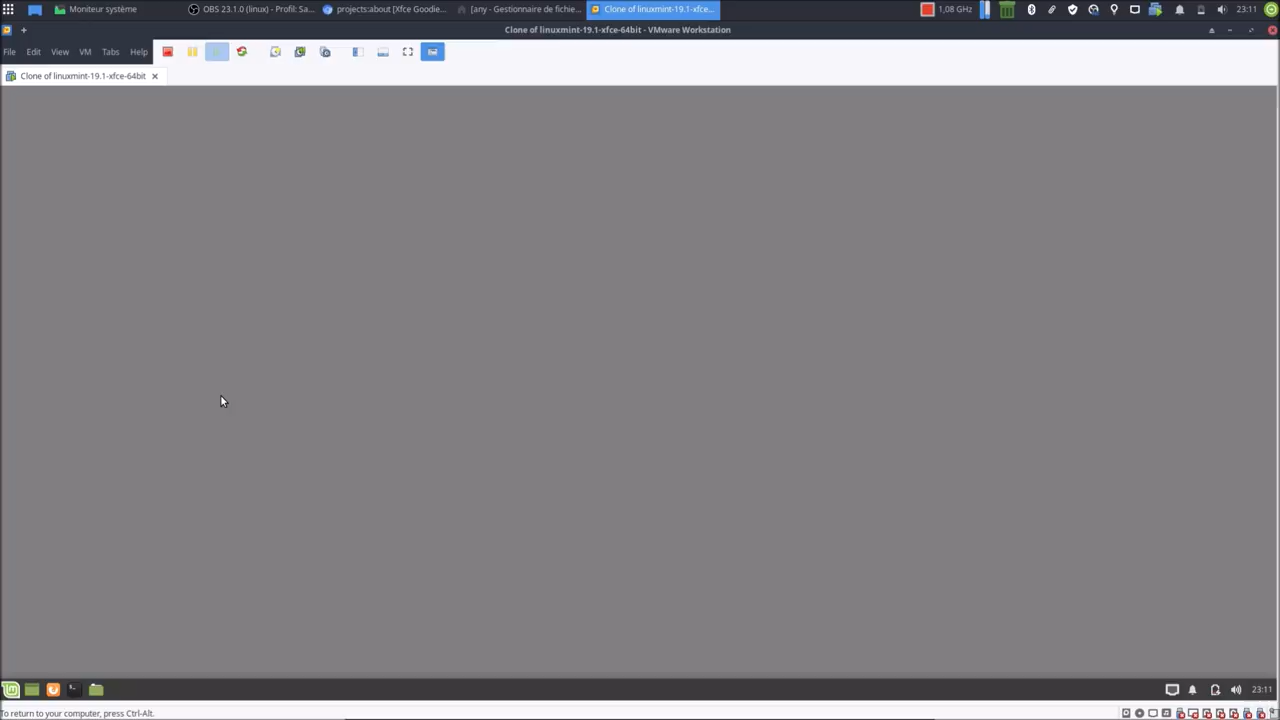 Moniteur système
OBS 23.1.0 (linux) - Profil: Sa...
projects:about [Xfce Goodie...
[any - Gestionnaire de fichie...
Clone of linuxmint-19.1-xfce...
1,08 GHz
23:11
Clone of linuxmint-19.1-xfce-64bit - VMware Workstation
File Edit View VM Tabs Help
Clone of linuxmint-19.1-xfce-64bit
23:11
To return to your computer, press Ctrl-Alt.